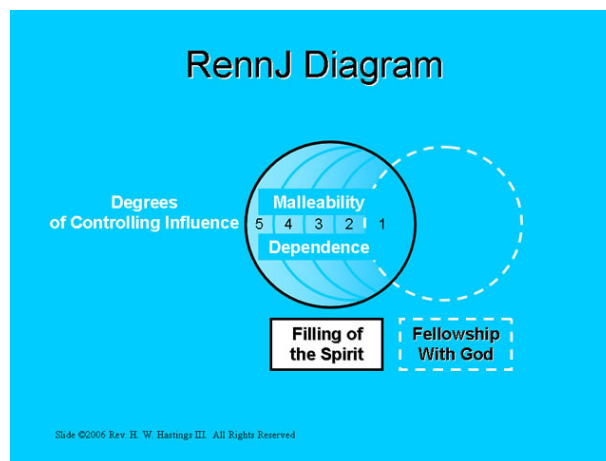 RennJ Diagram
Degrees
of Controlling Influence
Malleability
5 4 3 2 1
Dependence
Filling of
the Spirit
Fellowship
With God
Slide ©2006 Rev. H. W. Hastings III. All Rights Reserved